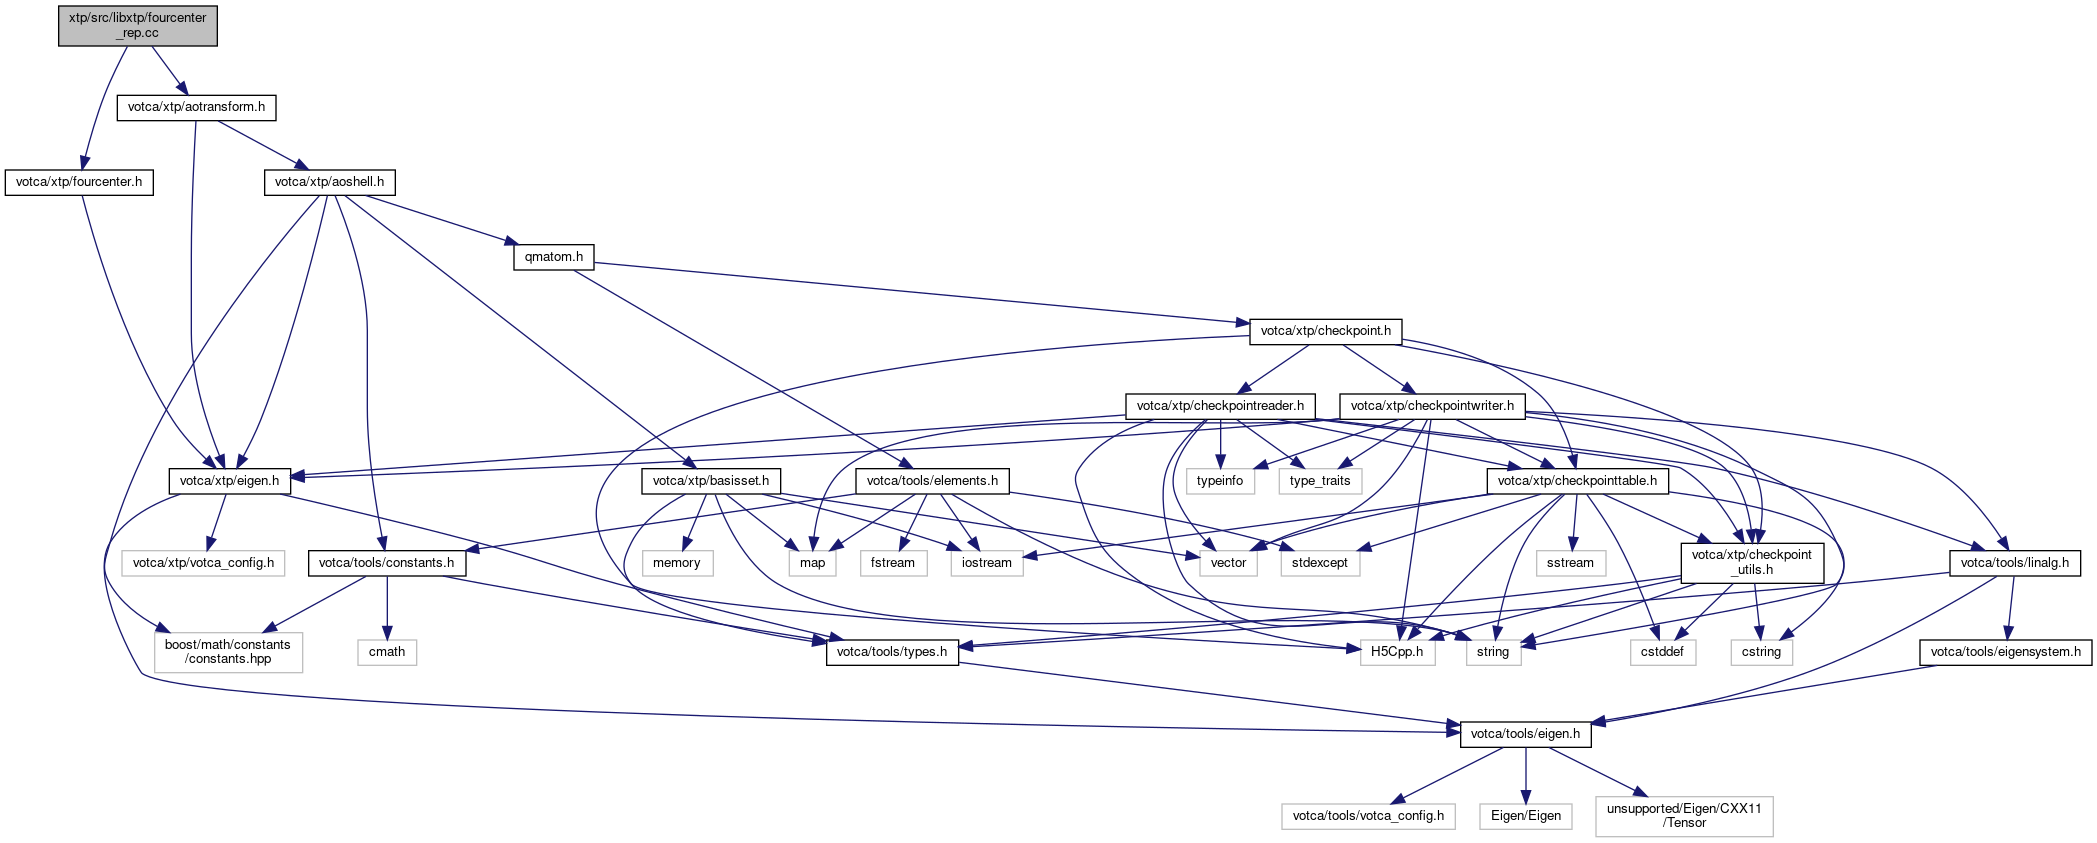 xtp/src/libxtp/fourcenter
_rep.cc
votca/xtp/aotransform.h
votca/xtp/fourcenter.h
votca/xtp/aoshell.h
qmatom.h
votca/xtp/checkpoint.h
votca/xtp/checkpointreader.h
votca/xtp/checkpointwriter.h
votca/xtp/eigen.h
votca/xtp/basisset.h
votca/tools/elements.h
typeinfo
type_traits
votca/xtp/checkpointtable.h
votca/xtp/votca_config.h
votca/tools/constants.h
memory
map
fstream
iostream
vector
stdexcept
sstream
votca/xtp/checkpoint
_utils.h
votca/tools/linalg.h
boost/math/constants
/constants.hpp
cmath
votca/tools/types.h
H5Cpp.h
string
cstddef
cstring
votca/tools/eigensystem.h
votca/tools/eigen.h
votca/tools/votca_config.h
Eigen/Eigen
unsupported/Eigen/CXX11
/Tensor